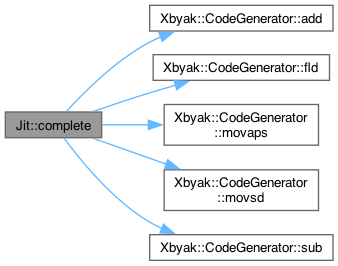 Xbyak::CodeGenerator::add
Xbyak::CodeGenerator::fld
Jit::complete
Xbyak::CodeGenerator
::movaps
Xbyak::CodeGenerator
::movsd
Xbyak::CodeGenerator::sub